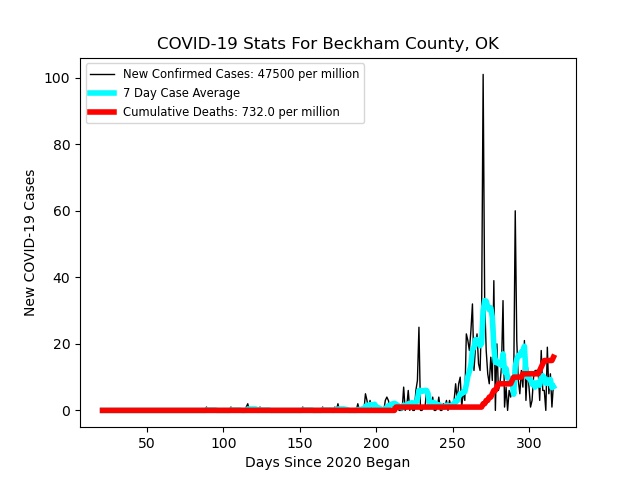 COVID-19 Stats For Beckham County, OK
New Confirmed Cases: 47500 per million
7 Day Case Average
Cumulative Deaths: 732.0 per million
New COVID-19 Cases
100
80
60
40
20
0
50
100
150
200
250
300
Days Since 2020 Began